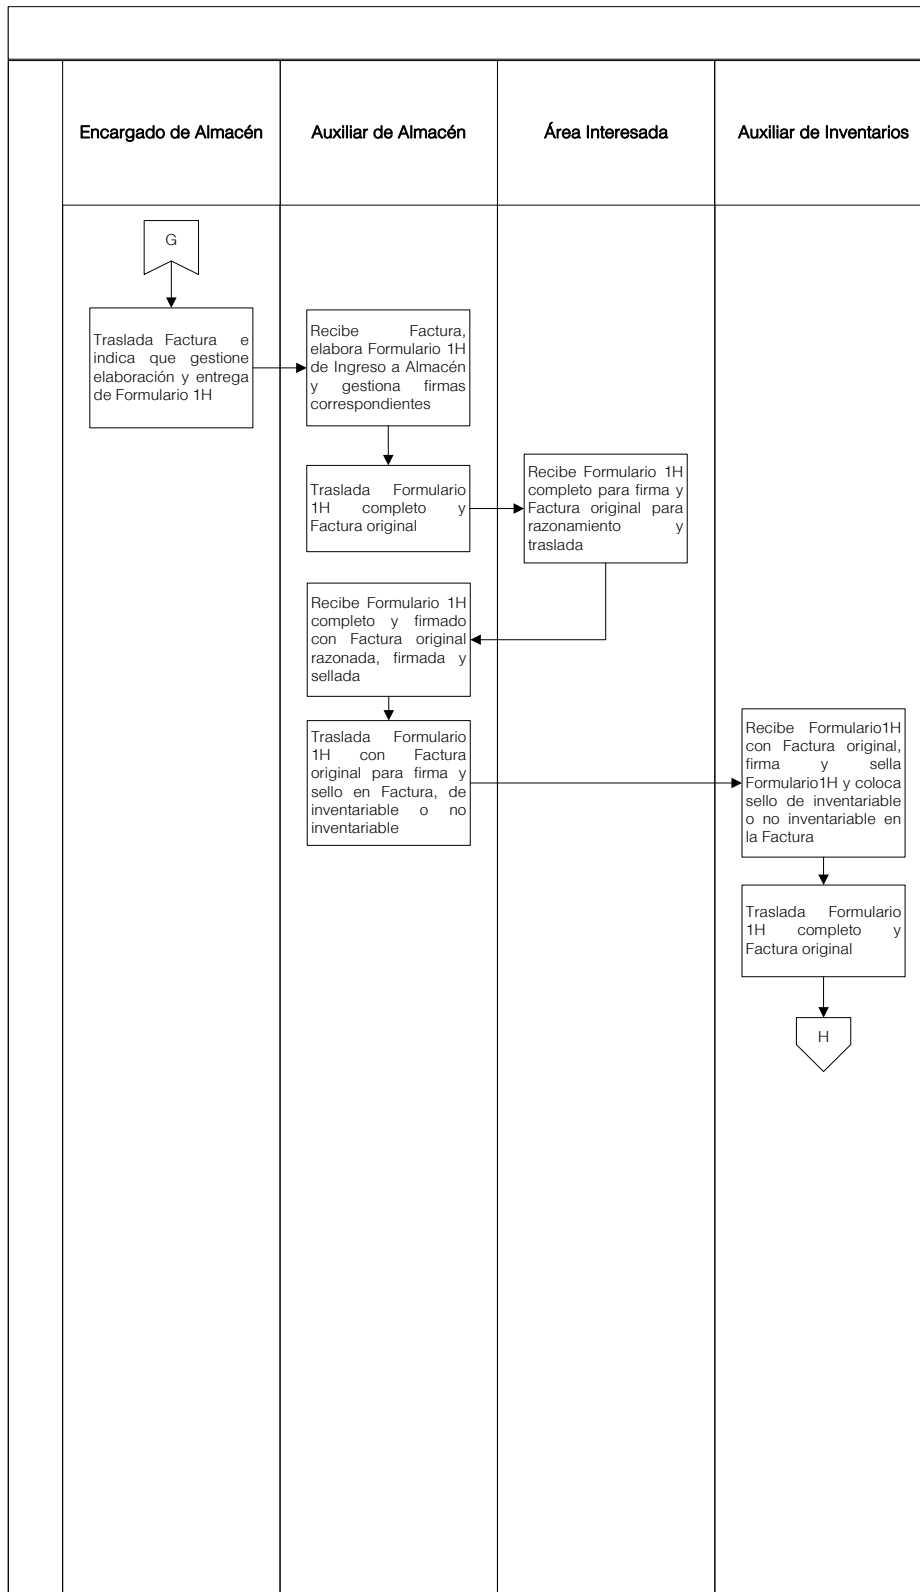 Encargado de Almacén
Auxiliar de Almacén
Área Interesada
Auxiliar de Inventarios
G
Traslada Factura e
indica que gestione
elaboración y entrega
de Formulario 1H
Recibe Factura,
elabora Formulario 1H
de Ingreso a Almacén
y gestiona firmas
correspondientes
Traslada Formulario
1H completo y
Factura original
Recibe Formulario 1H
completo para firma y
Factura original para
razonamiento y
traslada
Recibe Formulario 1H
completo y firmado
con Factura original
razonada, firmada y
sellada
Traslada Formulario
1H con Factura
original para firma y
sello en Factura, de
inventariable o no
inventariable
Recibe Formulario1H
con Factura original,
firma y sella
Formulario1H y coloca
sello de inventariable
o no inventariable en
la Factura
Traslada Formulario
1H completo y
Factura original
H